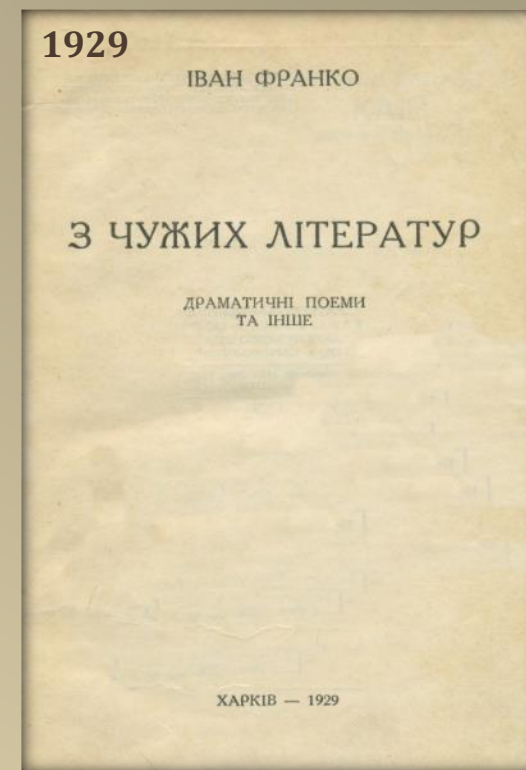 1929
ІВАН ФРАНКО
З ЧУЖИХ ЛІТЕРАТУР
ДРАМАТИЧНІ ПОЕМИ
ТА ІНШЕ
ХАРКІВ — 1929